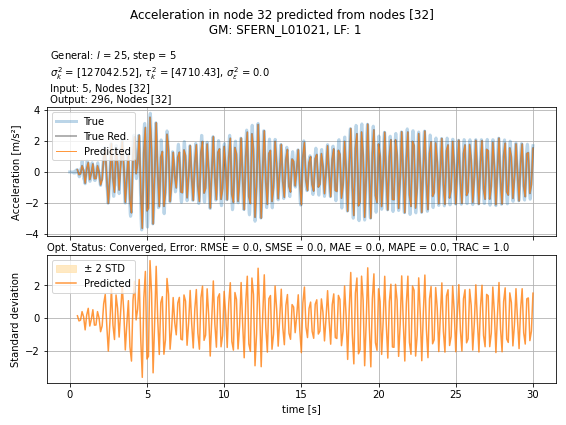 Acceleration in node 32 predicted from nodes [32]
GM: SFERN_L01021, LF: 1
General: l = 25, step = 5
σₖ² = [127042.52], τₖ² = [4710.43], σₑ² = 0.0
Input: 5, Nodes [32]
Output: 296, Nodes [32]
Acceleration [m/s²]
4
2
0
−2
−4
True
True Red.
Predicted
Opt. Status: Converged, Error: RMSE = 0.0, SMSE = 0.0, MAE = 0.0, MAPE = 0.0, TRAC = 1.0
Standard deviation
2
0
−2
± 2 STD
Predicted
0 5 10 15 20 25 30
time [s]